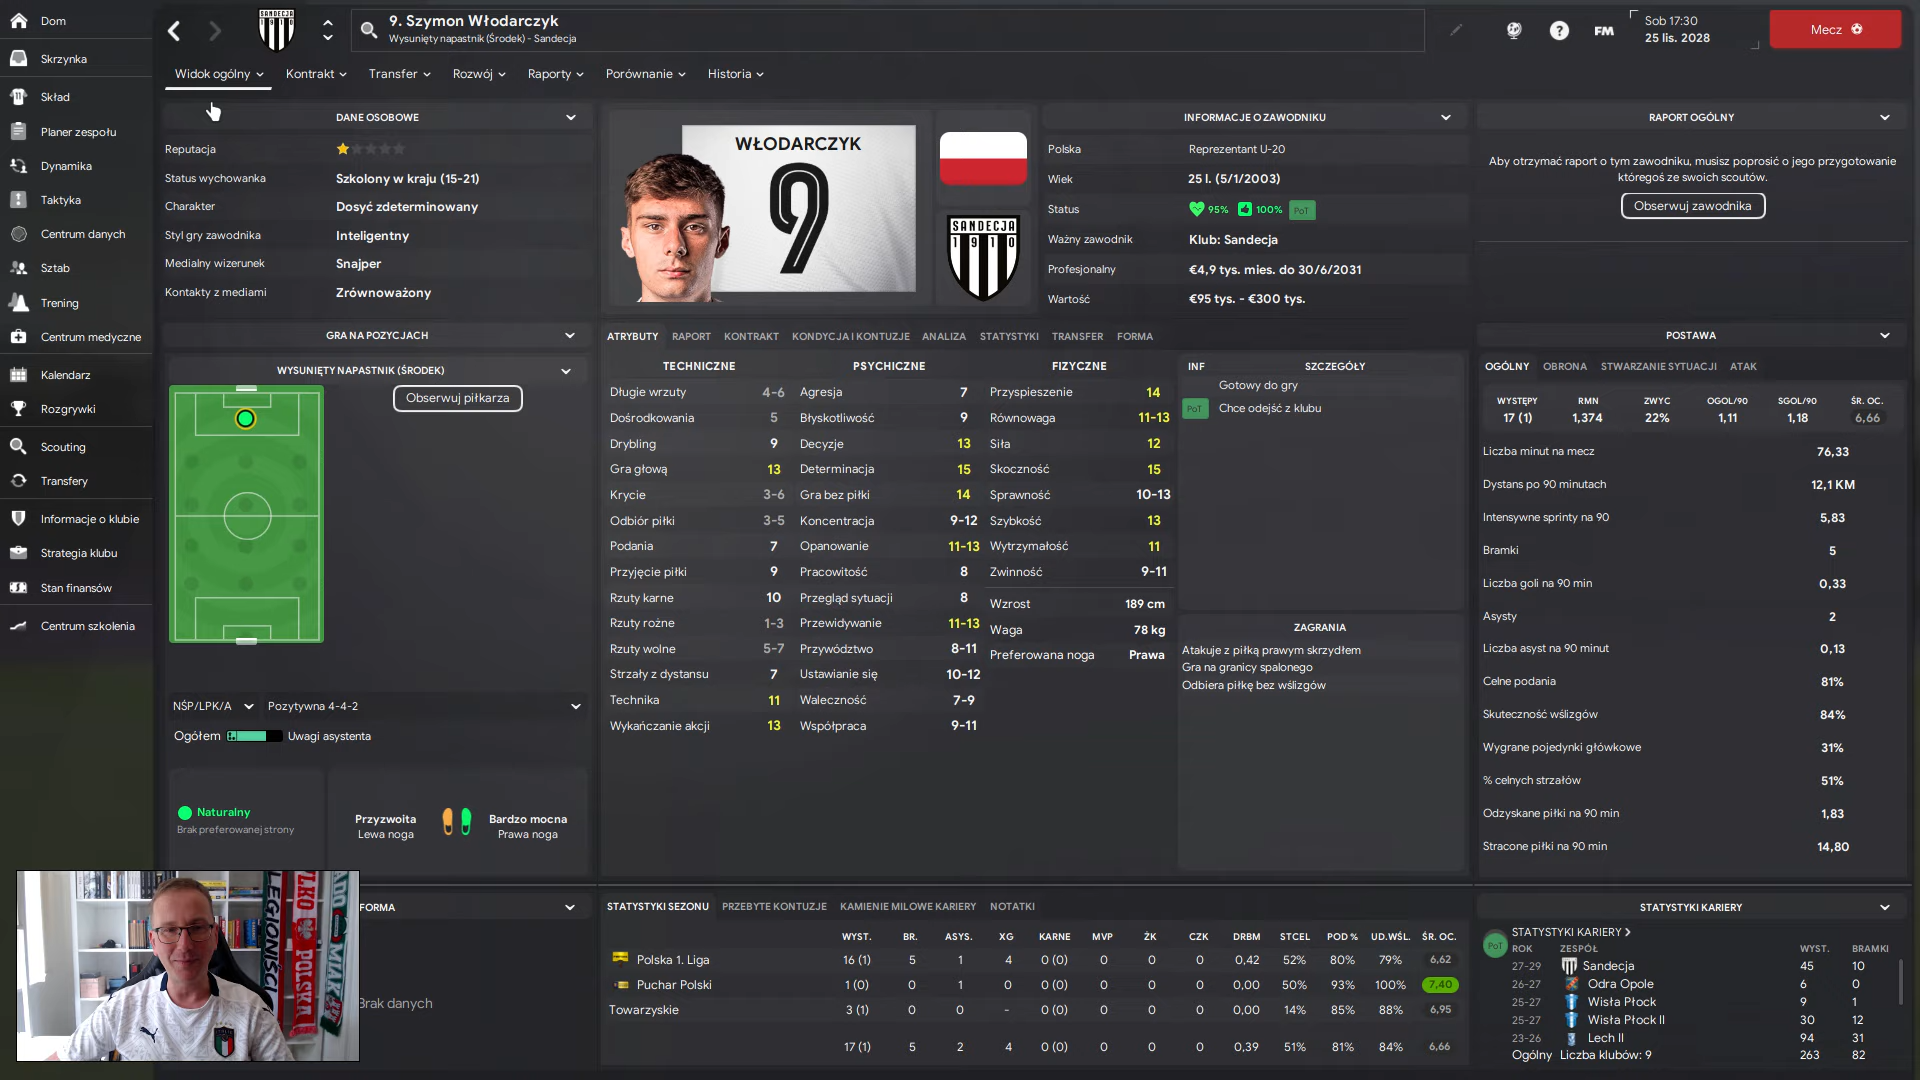 Dom
Skrzynka
Skład
Planer zespołu
Dynamika
Taktyka
Centrum danych
Sztab
Trening
Centrum medyczne
Kalendarz
Rozgrywki
Scouting
Transfery
Informacje o klubie
Strategia klubu
Stan finansów
Centrum szkolenia
SANDECJA
1910
9. Szymon Włodarczyk
Wysunięty napastnik (Środek) - Sandecja
FM
Sob 17:30
25 lis. 2028
Mecz
Widok ogólny
Kontrakt
Transfer
Rozwój
Raporty
Porównanie
Historia
DANE OSOBOWE
Reputacja
Status wychowanka Szkolony w kraju (15-21)
Charakter Dosyć zdeterminowany
Styl gry zawodnika Inteligentny
Medialny wizerunek Snajper
Kontakty z mediami Zrównoważony
WŁODARCZYK
9
SANDECJA
1910
INFORMACJE O ZAWODNIKU
Polska Reprezentant U-20
Wiek 25 l. (5/1/2003)
Status 95% 100% PoT
Ważny zawodnik Klub: Sandecja
Profesjonalny €4,9 tys. mies. do 30/6/2031
Wartość €95 tys. - €300 tys.
RAPORT OGÓLNY
Aby otrzymać raport o tym zawodniku, musisz poprosić o jego przygotowanie
któregoś ze swoich scoutów.
Obserwuj zawodnika
GRA NA POZYCJACH
WYSUNIĘTY NAPASTNIK (ŚRODEK)
Obserwuj piłkarza
NŚP/LPK/A Pozytywna 4-4-2
Ogółem Uwagi asystenta
Naturalny
Brak preferowanej strony
Przyzwoita
Lewa noga
Bardzo mocna
Prawa noga
ATRYBUTY RAPORT KONTRAKT KONDYCJA I KONTUZJE ANALIZA STATYSTYKI TRANSFER FORMA
TECHNICZNE
Długie wrzuty 4-6
Dośrodkowania 5
Drybling 9
Gra głową 13
Krycie 3-6
Odbiór piłki 3-5
Podania 7
Przyjęcie piłki 9
Rzuty karne 10
Rzuty rożne 1-3
Rzuty wolne 5-7
Strzały z dystansu 7
Technika 11
Wykańczanie akcji 13
PSYCHICZNE
Agresja 7
Błyskotliwość 9
Decyzje 13
Determinacja 15
Gra bez piłki 14
Koncentracja 9-12
Opanowanie 11-13
Pracowitość 8
Przegląd sytuacji 8
Przewidywanie 11-13
Przywództwo 8-11
Ustawianie się 10-12
Waleczność 7-9
Współpraca 9-11
FIZYCZNE
Przyspieszenie 14
Równowaga 11-13
Siła 12
Skoczność 15
Sprawność 10-13
Szybkość 13
Wytrzymałość 11
Zwinność 9-11
Wzrost 189 cm
Waga 78 kg
Preferowana noga Prawa
INF SZCZEGÓŁY
Gotowy do gry
PoT Chce odejść z klubu
ZAGRANIA
Atakuje z piłką prawym skrzydłem
Gra na granicy spalonego
Odbiera piłkę bez wślizgów
POSTAWA
OGÓLNY OBRONA STWARZANIE SYTUACJI ATAK
WYSTĘPY RMN ZWYC OGOL/90 SGOL/90 ŚR. OC.
17 (1) 1,374 22% 1,11 1,18 6,66
Liczba minut na mecz 76,33
Dystans po 90 minutach 12,1 KM
Intensywne sprinty na 90 5,83
Bramki 5
Liczba goli na 90 min 0,33
Asysty 2
Liczba asyst na 90 minut 0,13
Celne podania 81%
Skuteczność wślizgów 84%
Wygrane pojedynki główkowe 31%
% celnych strzałów 51%
Odzyskane piłki na 90 min 1,83
Stracone piłki na 90 min 14,80
FORMA
Brak danych
LEGIONIŚCI
TYLKO POLSKA
STATYSTYKI SEZONU PRZEBYTE KONTUZJE KAMIENIE MILOWE KARIERY NOTATKI
WYST. BR. ASYS. XG KARNE MVP ŻK CZK DRBM STCEL POD % UD.WŚL. ŚR. OC.
Polska 1. Liga 16 (1) 5 1 4 0 (0) 0 0 0 0,42 52% 80% 79% 6,62
Puchar Polski 1 (0) 0 1 0 0 (0) 0 0 0 0,00 50% 93% 100% 7,40
Towarzyskie 3 (1) 0 0 - 0 (0) 0 0 0 0,00 14% 85% 88% 6,95
17 (1) 5 2 4 0 (0) 0 0 0 0,39 51% 81% 84% 6,66
STATYSTYKI KARIERY
PoT STATYSTYKI KARIERY
ROK ZESPÓŁ WYST. BRAMKI
27-29 Sandecja 45 10
26-27 Odra Opole 6 0
25-27 Wisła Płock 9 1
25-27 Wisła Płock II 30 12
23-26 Lech II 94 31
Ogólny Liczba klubów: 9 263 82